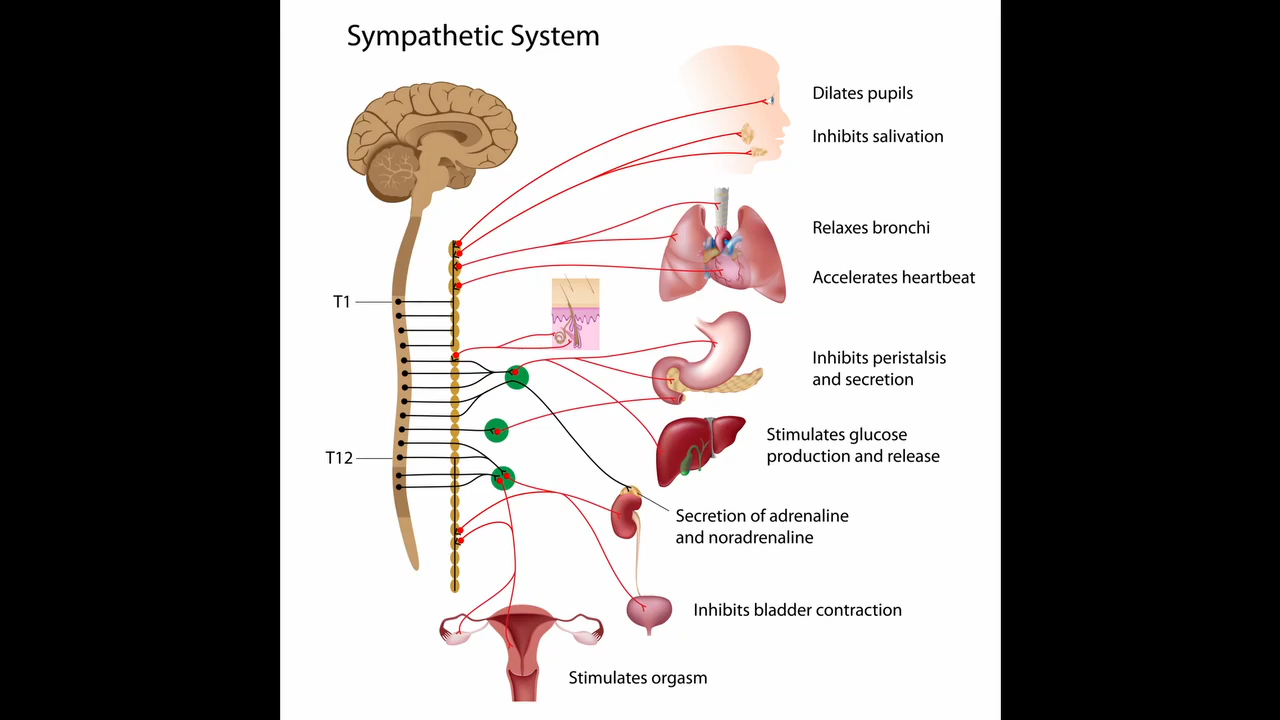 Sympathetic System
Dilates pupils
Inhibits salivation
Relaxes bronchi
Accelerates heartbeat
T1
Inhibits peristalsis
and secretion
Stimulates glucose
production and release
T12
Secretion of adrenaline
and noradrenaline
Inhibits bladder contraction
Stimulates orgasm